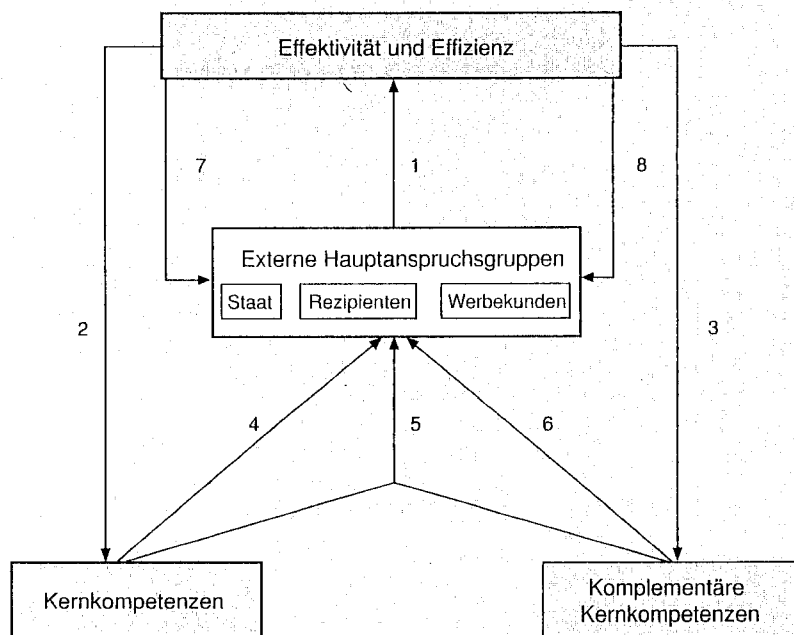 Effektivität und Effizienz
7
1
8
Externe Hauptanspruchsgruppen
Staat
Rezipienten
Werbekunden
2
3
4
5
6
Kernkompetenzen
Komplementäre
Kernkompetenzen